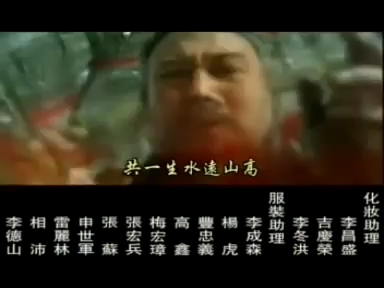 共一生水遠山高
化妝助理
李昌盛
吉慶榮
李冬洪
服裝助理
李成森
楊虎
豐忠義
高鑫
梅宏璋
張宏兵
張蘇
申世軍
雷麗林
相沛
李德山